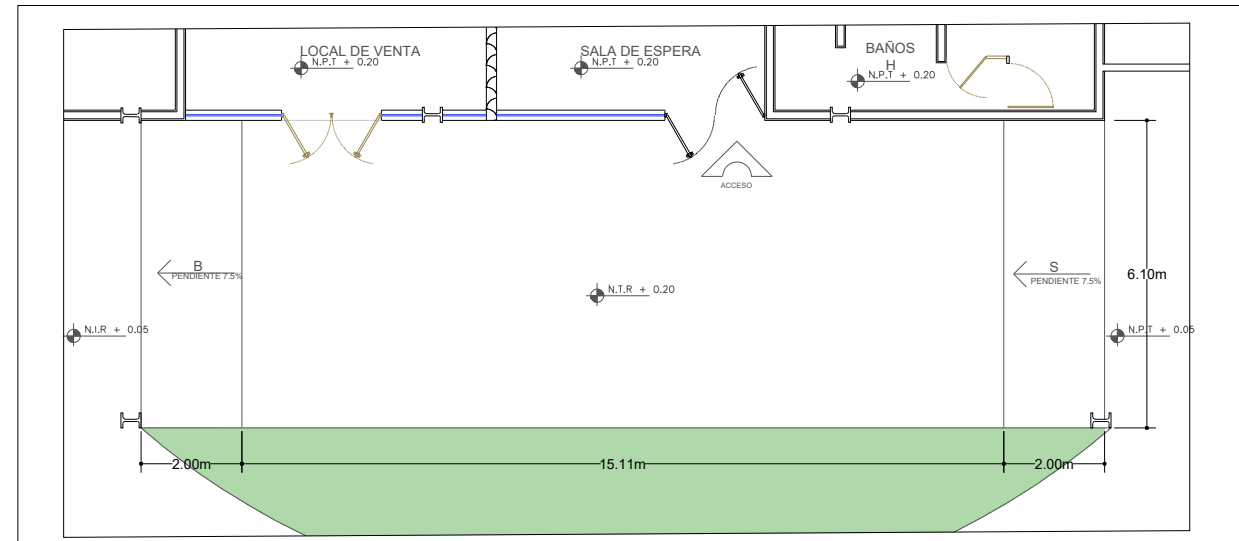 LOCAL DE VENTA
N.P.T + 0.20
SALA DE ESPERA
N.P.T + 0.20
BAÑOS
H
N.P.T + 0.20
ACCESO
B
PENDIENTE 7.5%
S
PENDIENTE 7.5%
6.10m
N.T.R + 0.20
N.I.R + 0.05
N.P.T + 0.05
2.00m
15.11m
2.00m